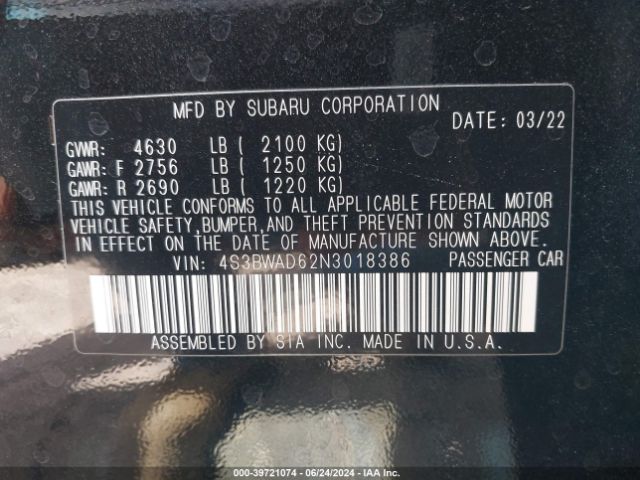 MFD BY SUBARU CORPORATION
DATE: 03/22
GVWR: 4630 LB ( 2100 KG)
GAWR: F 2756 LB ( 1250 KG)
GAWR: R 2690 LB ( 1220 KG)
THIS VEHICLE CONFORMS TO ALL APPLICABLE FEDERAL MOTOR
VEHICLE SAFETY,BUMPER,AND THEFT PREVENTION STANDARDS
IN EFFECT ON THE DATE OF MANUFACTURE SHOWN ABOVE.
VIN: 4S3BWAD62N3018386 PASSENGER CAR
ASSEMBLED BY SIA INC. MADE IN U.S.A.
000-39721074 | 06/24/2024 - IAA Inc.